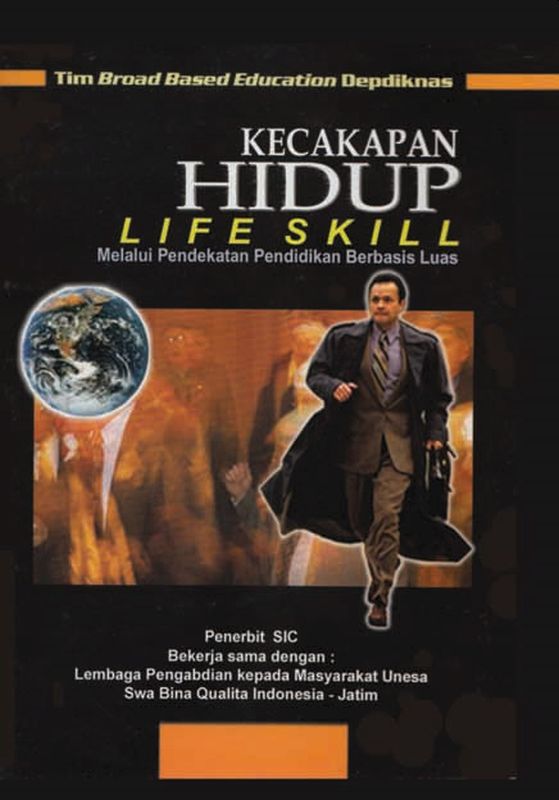 Tim Broad Based Education Depdiknas
KECAKAPAN
HIDUP
LIFE SKILL
Melalui Pendekatan Pendidikan Berbasis Luas
Penerbit SIC
Bekerja sama dengan :
Lembaga Pengabdian kepada Masyarakat Unesa
Swa Bina Qualita Indonesia - Jatim